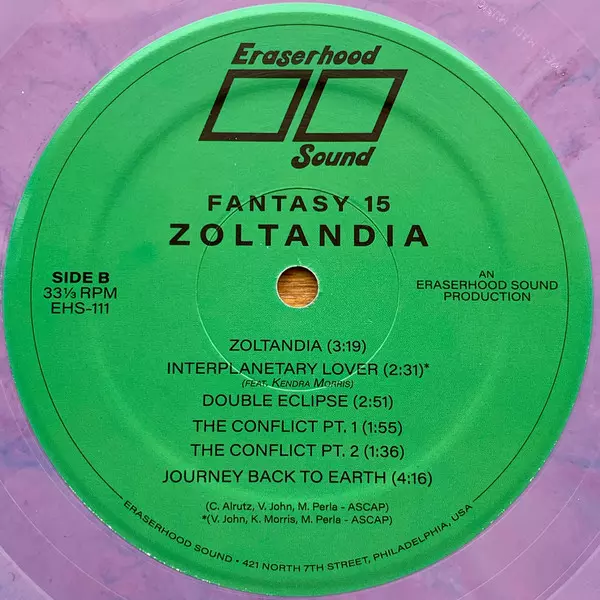 Eraserhood
Sound
FANTASY 15
ZOLTANDIA
SIDE B
33⅓ RPM
EHS-111
AN
ERASERHOOD SOUND
PRODUCTION
ZOLTANDIA (3:19)
INTERPLANETARY LOVER (2:31)*
(FEAT. KENDRA MORRIS)
DOUBLE ECLIPSE (2:51)
THE CONFLICT PT. 1 (1:55)
THE CONFLICT PT. 2 (1:36)
JOURNEY BACK TO EARTH (4:16)
(C. Alrutz, V. John, M. Perla - ASCAP)
*(V. John, K. Morris, M. Perla - ASCAP)
ERASERHOOD SOUND • 421 NORTH 7TH STREET, PHILADELPHIA, USA